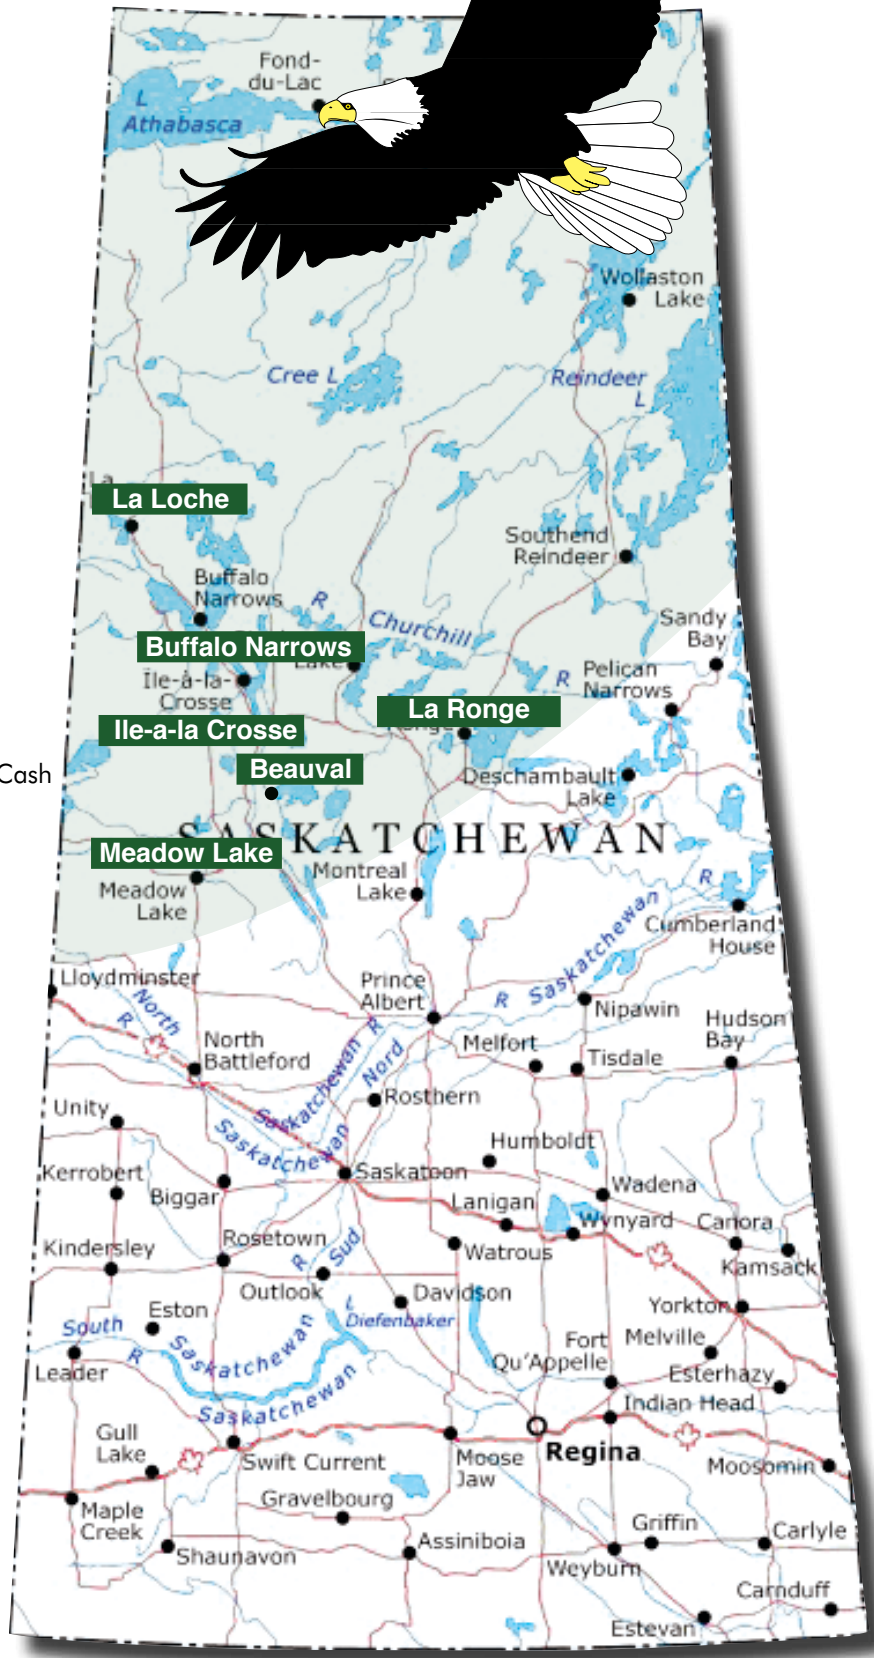 Fond-
du-Lac
L
Athabasca
Wollaston
Lake
Cree L
Reindeer
L
La
La Loche
Southend
Reindeer
Buffalo
Narrows
R
Churchill
Sandy
Bay
Buffalo Narrows
Lake
Île-à-la-
Crosse
R
Pelican
Narrows
La Ronge
Ile-a-la Crosse
Beauval
Cash
Deschambault
Lake
SASKATCHEWAN
Meadow Lake
Montreal
Lake
Meadow
Lake
R
Saskatchewan
Cumberland
House
Lloydminster
Prince
Albert
R
North
R
Nipawin
Hudson
Bay
North
Battleford
R
Melfort
Tisdale
Saskatchewan
Nord
Rosthern
Unity
Saskatchewan
Humboldt
Kerrobert
Saskatoon
Biggar
Wadena
Lanigan
Wynyard
Canora
Kindersley
Rosetown
R
Sud
Watrous
Kamsack
Outlook
Davidson
Eston
L
Diefenbaker
Yorkton
South
R
Saskatchewan
Fort
Qu'Appelle
Melville
Leader
Esterhazy
Saskatchewan
Indian Head
Gull
Lake
Regina
Swift Current
Moose
Jaw
Moosomin
Maple
Creek
Gravelbourg
Shaunavon
Assiniboia
Griffin
Carlyle
Weyburn
Carnduff
Estevan